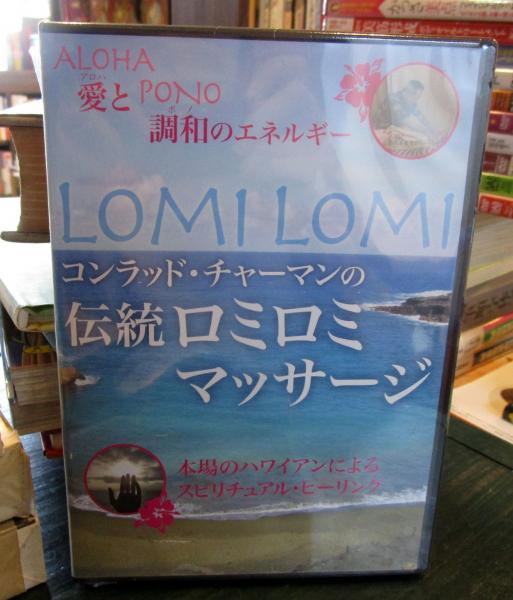 ALOHA
アロハ
愛と PONO
ポノ
調和のエネルギー
LOMI LOMI
コンラッド・チャーマンの
伝統ロミロミ
マッサージ
本場のハワイアンによる
スピリチュアル・ヒーリング